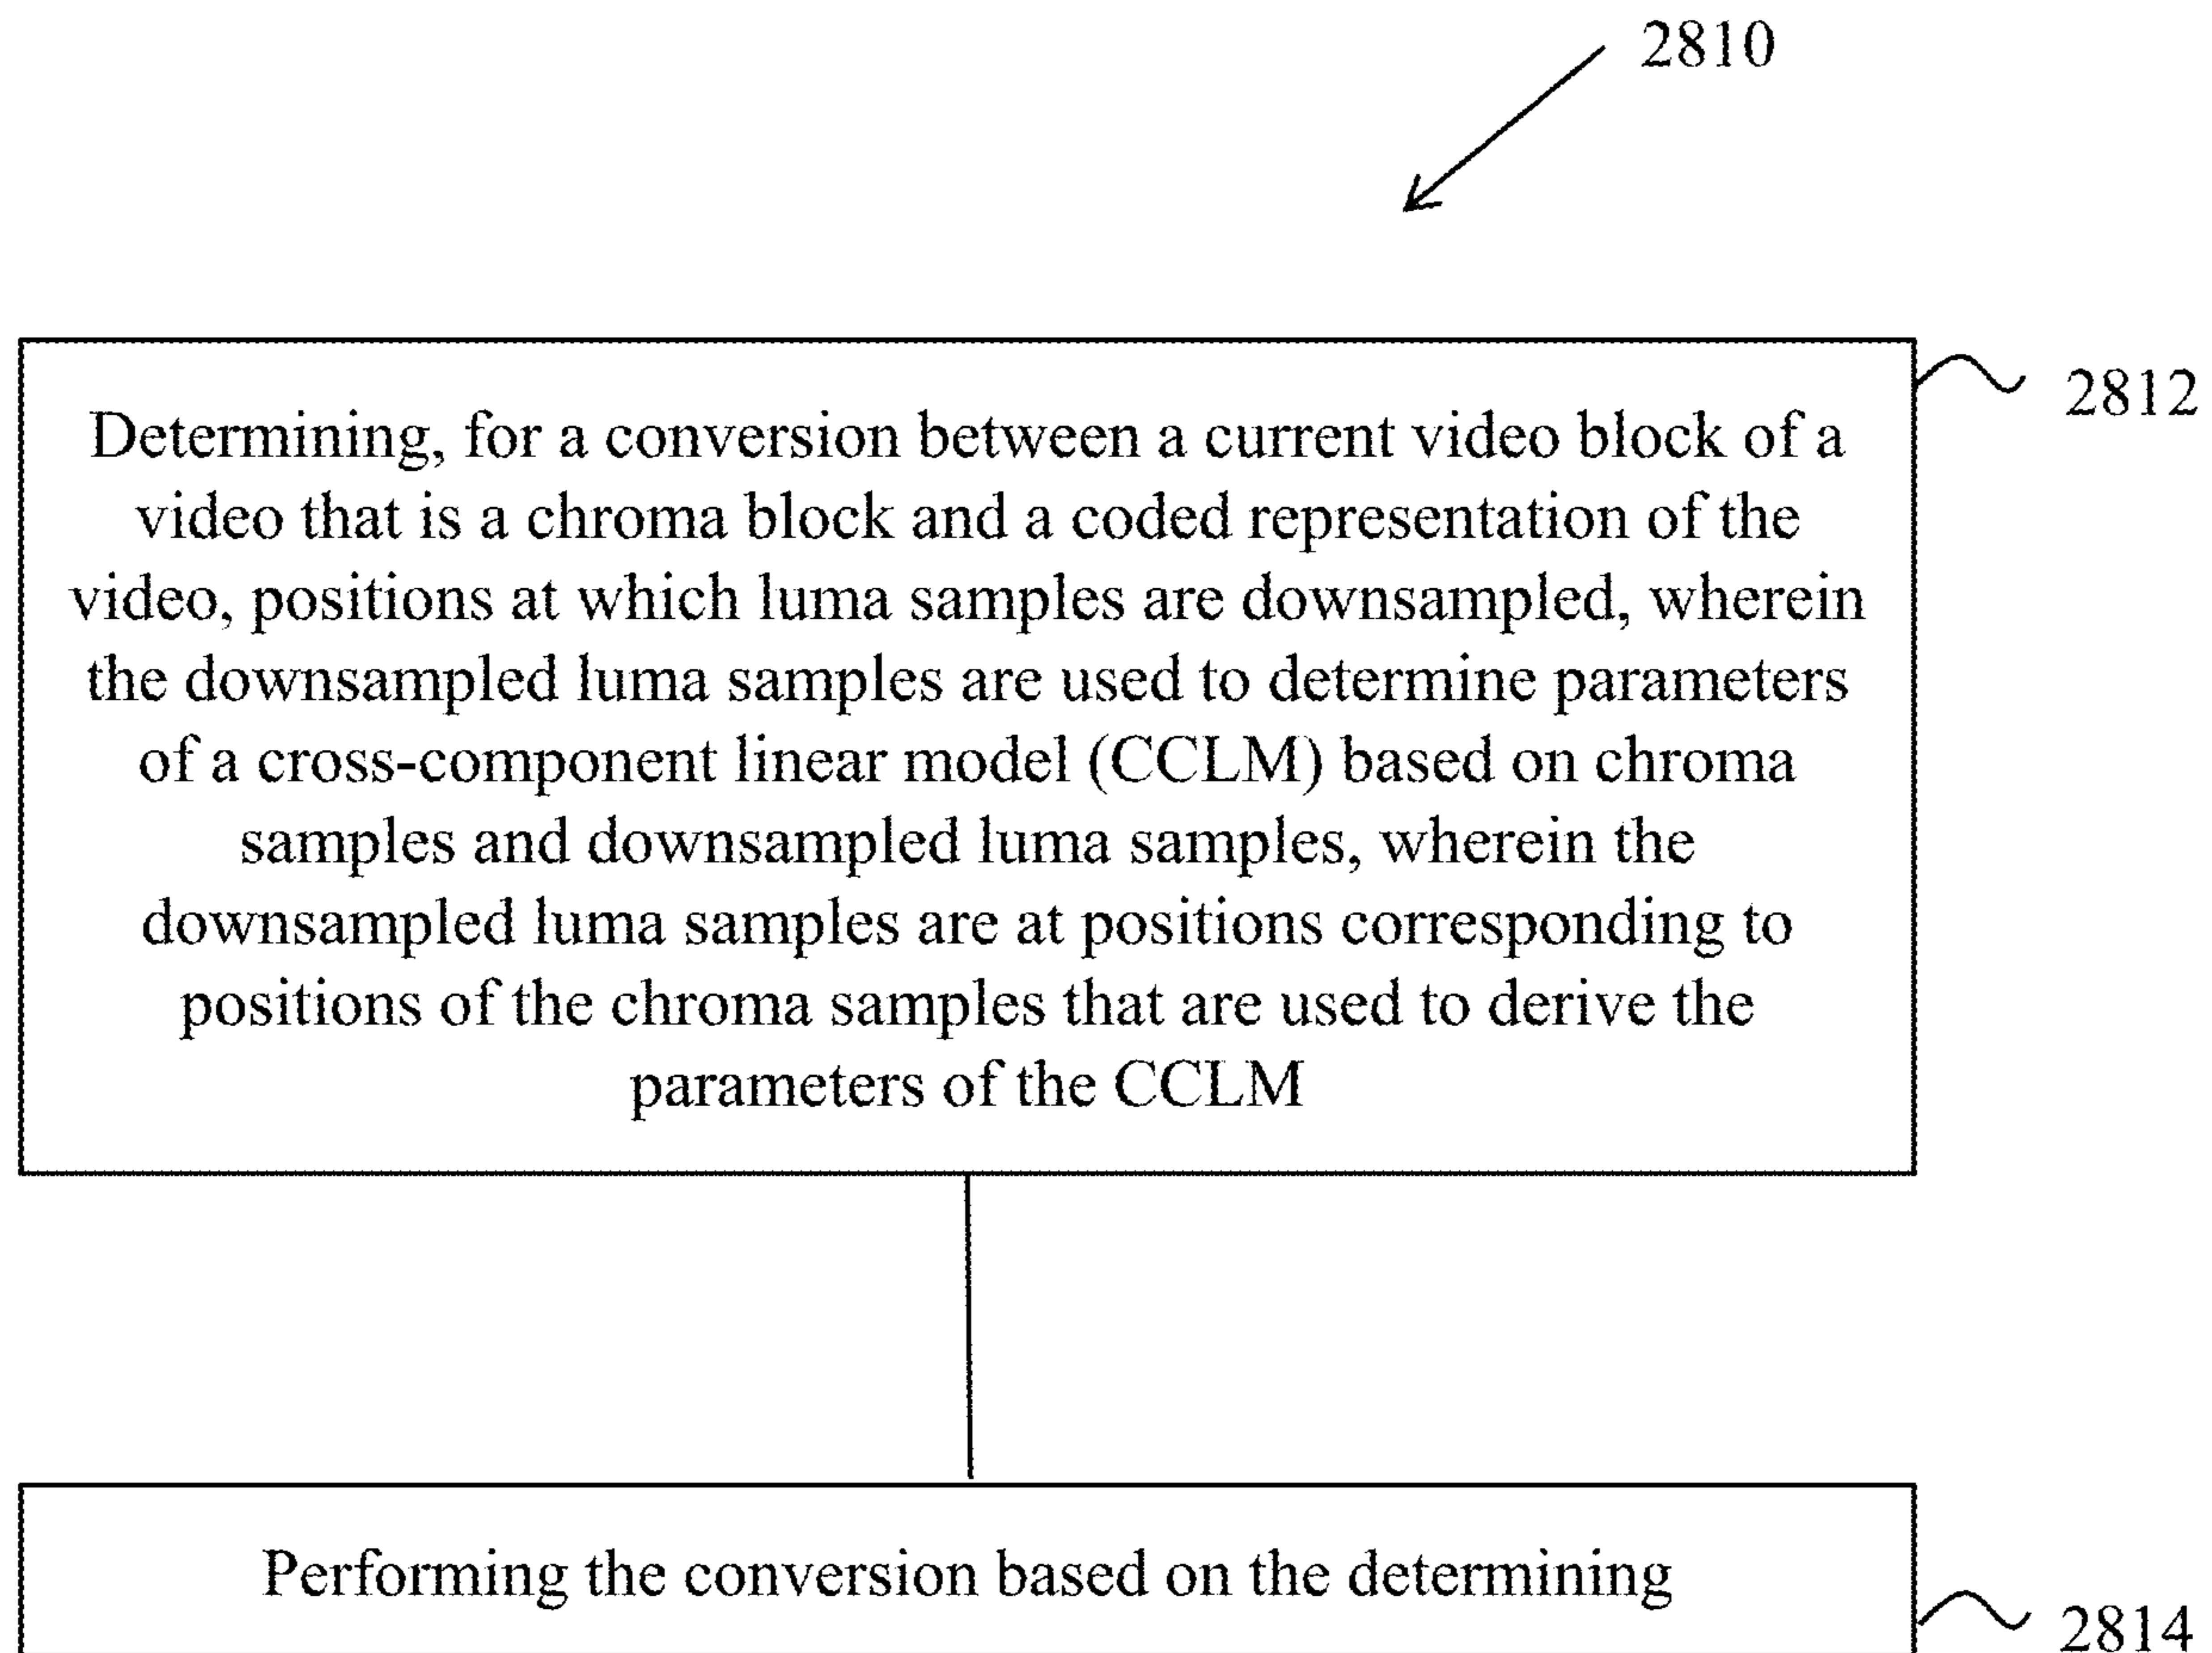 2810
2812
Determining, for a conversion between a current video block of a
video that is a chroma block and a coded representation of the
video, positions at which luma samples are downsampled, wherein
the downsampled luma samples are used to determine parameters
of a cross-component linear model (CCLM) based on chroma
samples and downsampled luma samples, wherein the
downsampled luma samples are at positions corresponding to
positions of the chroma samples that are used to derive the
parameters of the CCLM
Performing the conversion based on the determining
2814